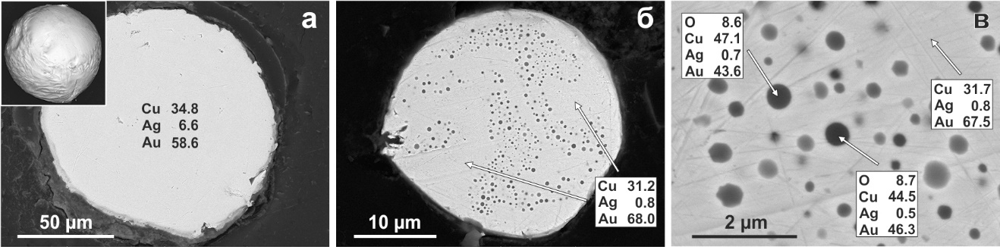 а
Cu 34.8
Ag 6.6
Au 58.6
50 µm
б
Cu 31.2
Ag 0.8
Au 68.0
10 µm
в
O 8.6
Cu 47.1
Ag 0.7
Au 43.6
Cu 31.7
Ag 0.8
Au 67.5
O 8.7
Cu 44.5
Ag 0.5
Au 46.3
2 µm